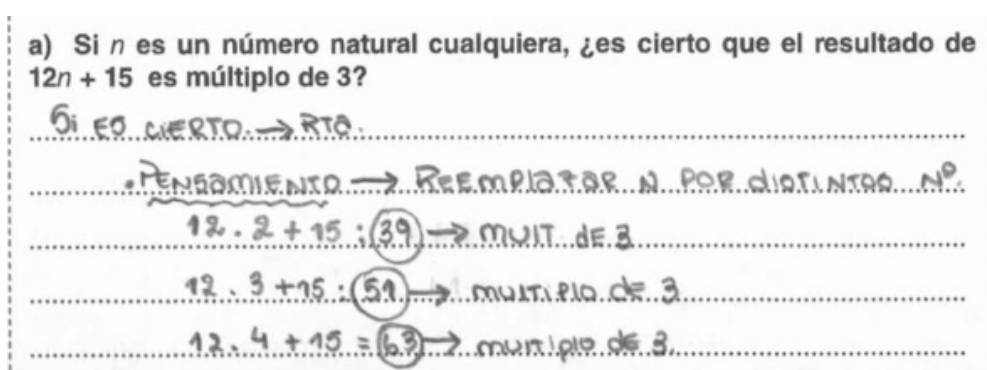 a) Si n es un número natural cualquiera, ¿es cierto que el resultado de
12n + 15 es múltiplo de 3?
Si ES CIERTO → RTA.
. PENSAMIENTO → REEMPLAZAR N POR DISTINTOS Nº.
12 . 2 + 15 : 39 → MULT DE 3
12 . 3 + 15 : 51 → MULTIPLO DE 3
12 . 4 + 15 = 63 → multiplo de 3.